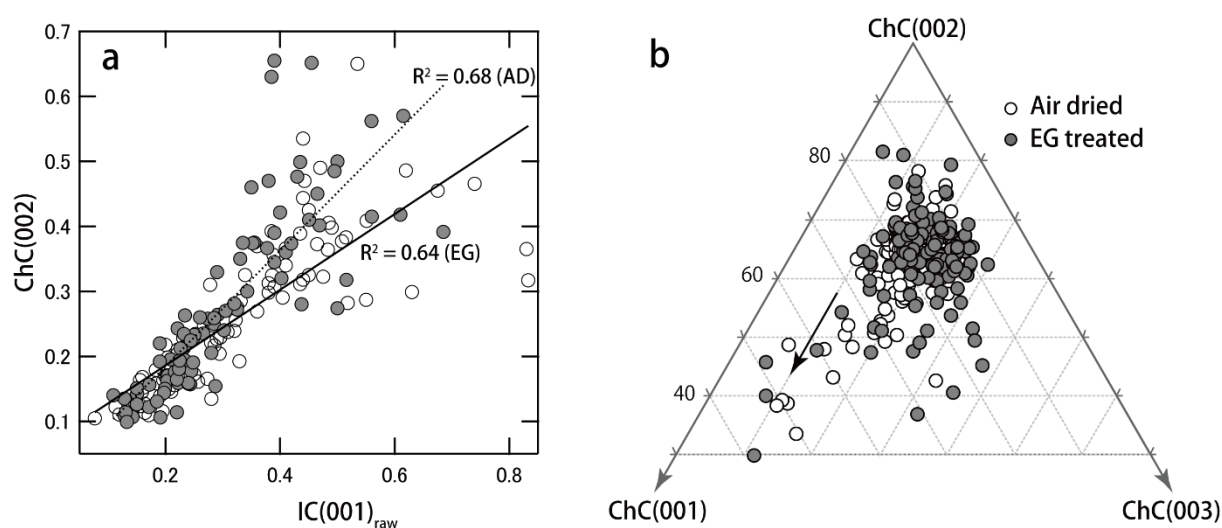 a
0.7
0.6
0.5
0.4
0.3
0.2
0.1
ChC(002)
R² = 0.68 (AD)
R² = 0.64 (EG)
0.2 0.4 0.6 0.8
IC(001)raw
b
ChC(002)
Air dried
EG treated
80
60
40
ChC(001)
ChC(003)